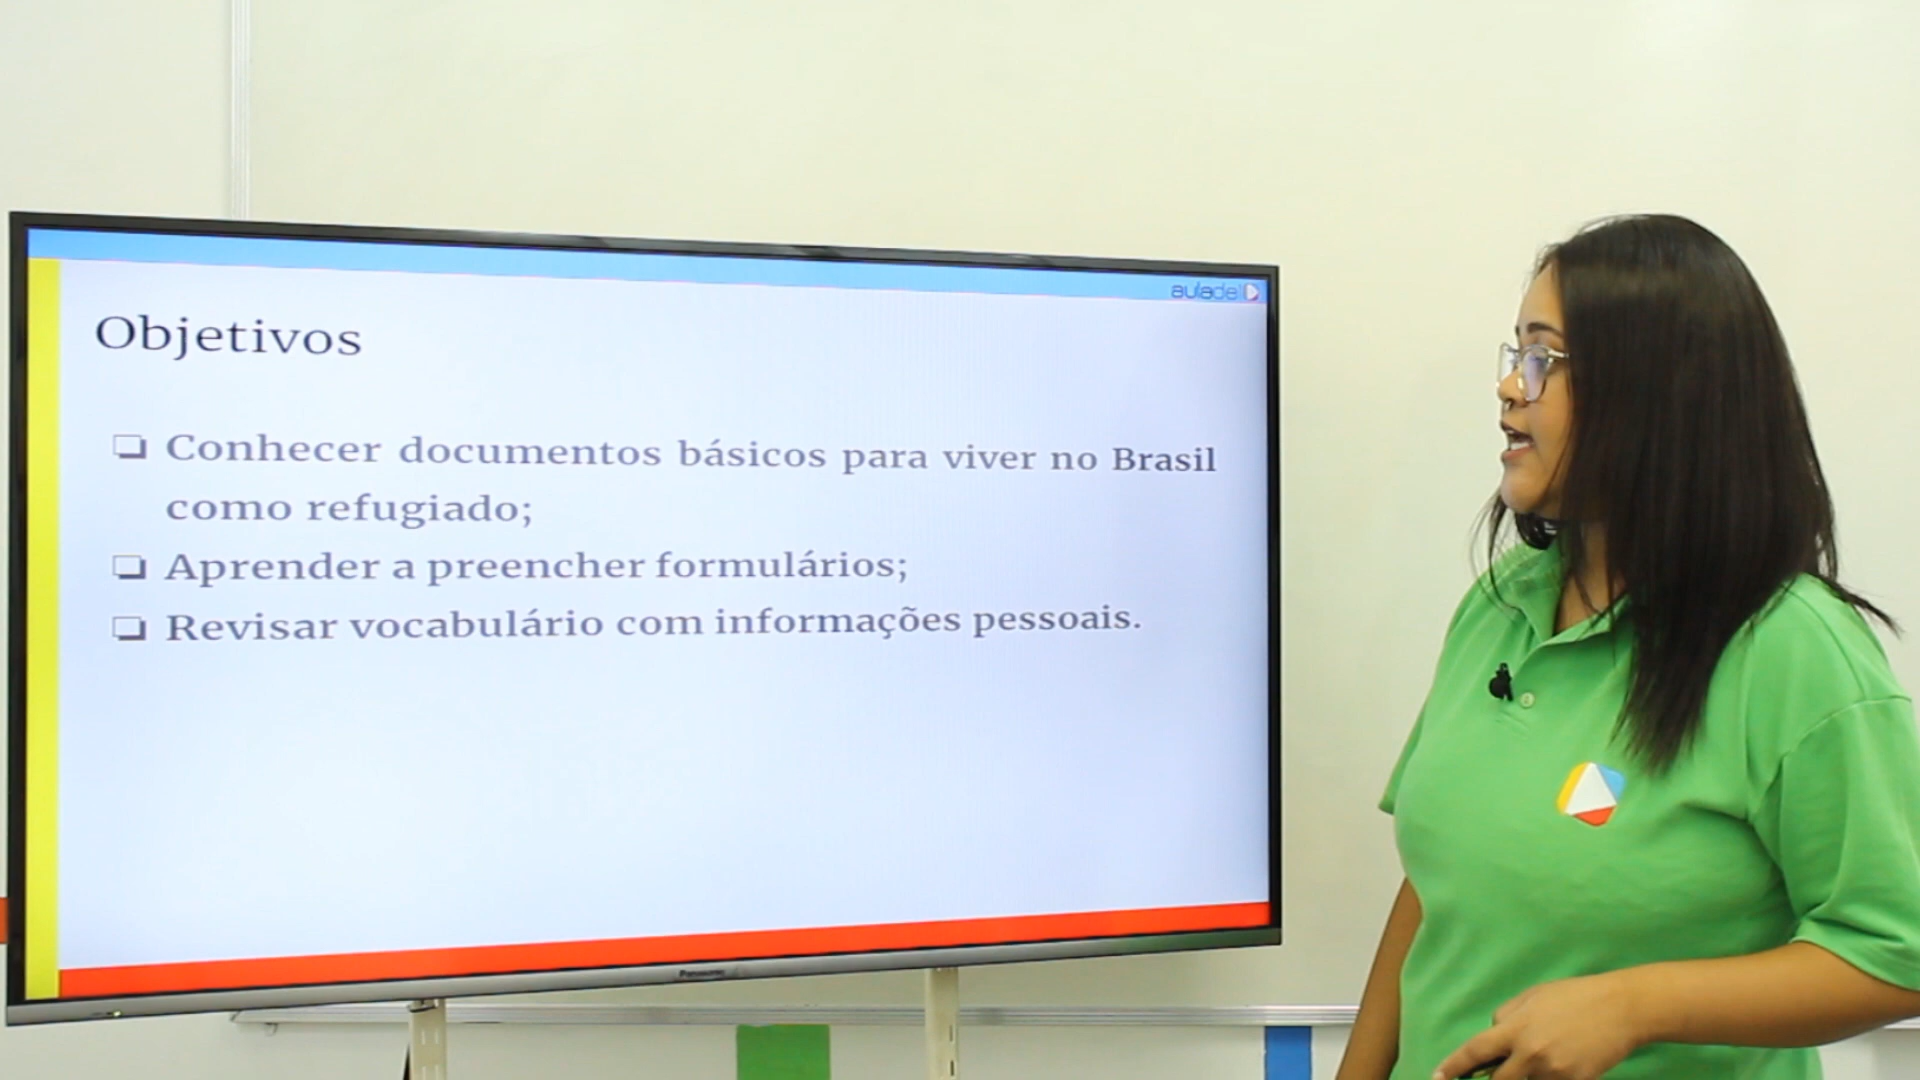 aulade
Objetivos
❏ Conhecer documentos básicos para viver no Brasil
como refugiado;
❏ Aprender a preencher formulários;
❏ Revisar vocabulário com informações pessoais.
Panasonic